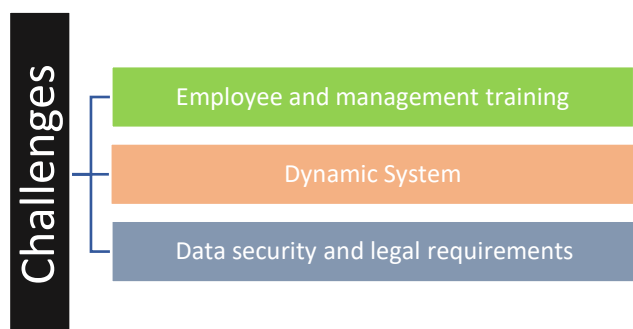 Challenges
Employee and management training
Dynamic System
Data security and legal requirements